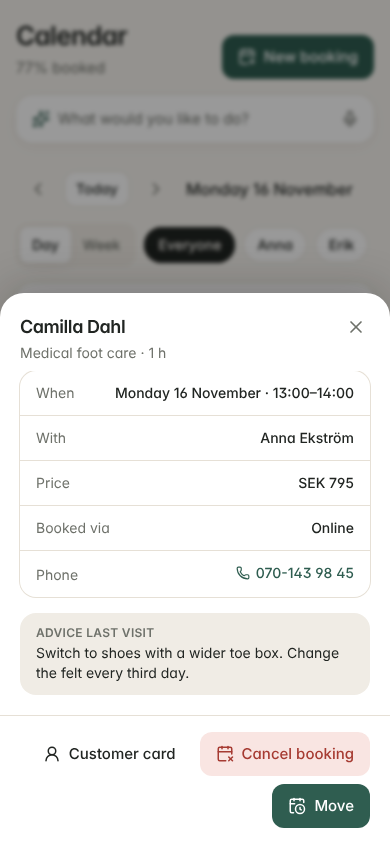 Calendar
77% booked
New booking
What would you like to do?
Today
Monday 16 November
Day
Week
Everyone
Anna
Erik
Camilla Dahl
Medical foot care · 1 h
When
Monday 16 November · 13:00–14:00
With
Anna Ekström
Price
SEK 795
Booked via
Online
Phone
070-143 98 45
ADVICE LAST VISIT
Switch to shoes with a wider toe box. Change
the felt every third day.
Customer card
Cancel booking
Move